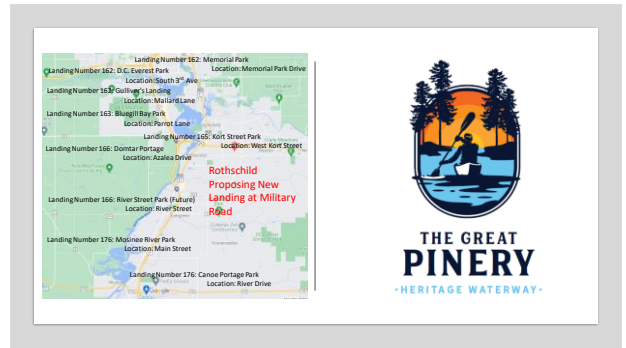 Landing Number 162: Memorial Park
Location: Memorial Park Drive
Landing Number 162: D.C. Everest Park
Location: South 3rd Ave
Landing Number 162: Gulliver's Landing
Location: Mallard Lane
Landing Number 163: Bluegill Bay Park
Location: Parrot Lane
Landing Number 165: Kort Street Park
Location: West Kort Street
Landing Number 166: Domtar Portage
Location: Azalea Drive
Rothschild
Proposing New
Landing at Military
Road
Landing Number 166: River Street Park (Future)
Location: River Street
Landing Number 176: Mosinee River Park
Location: Main Street
Landing Number 176: Canoe Portage Park
Location: River Drive
Google
THE GREAT
PINERY
·HERITAGE WATERWAY·